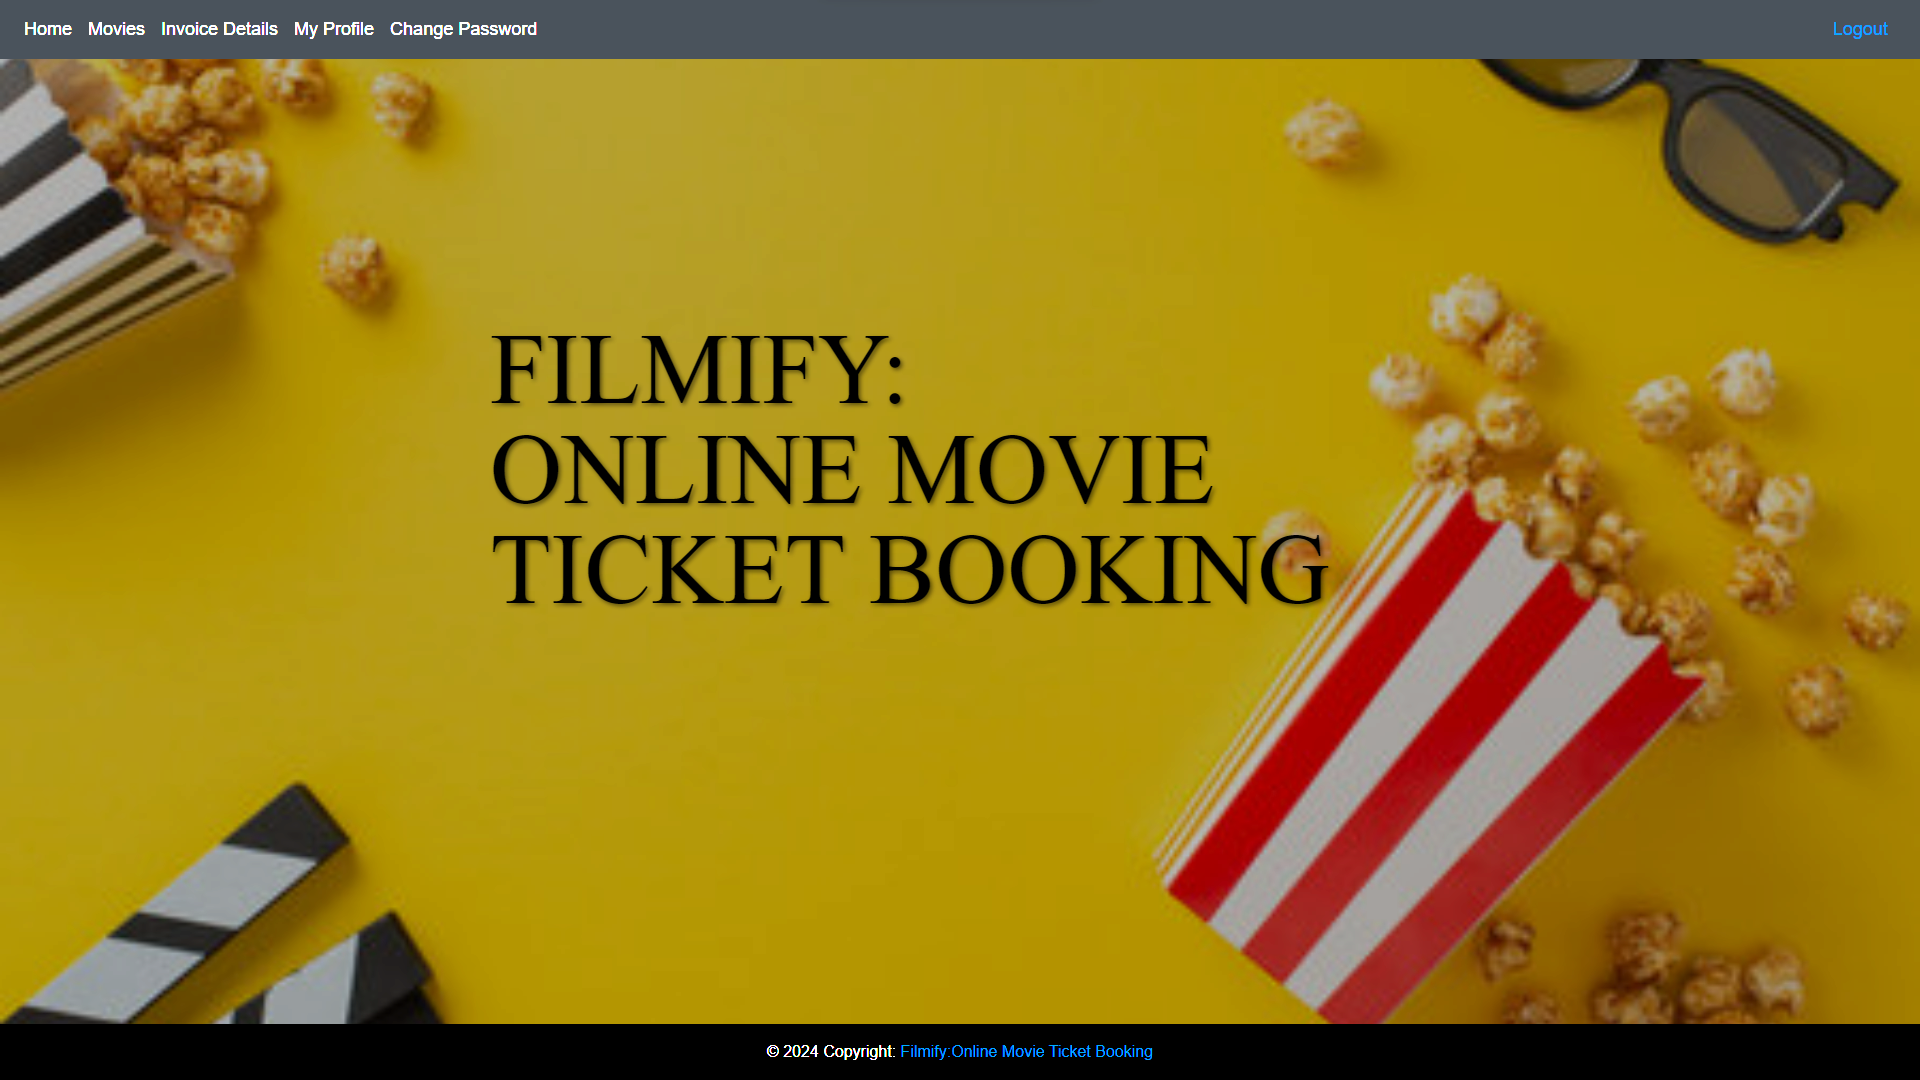 Home Movies Invoice Details My Profile Change Password Logout
FILMIFY:
ONLINE MOVIE
TICKET BOOKING
© 2024 Copyright: Filmify:Online Movie Ticket Booking